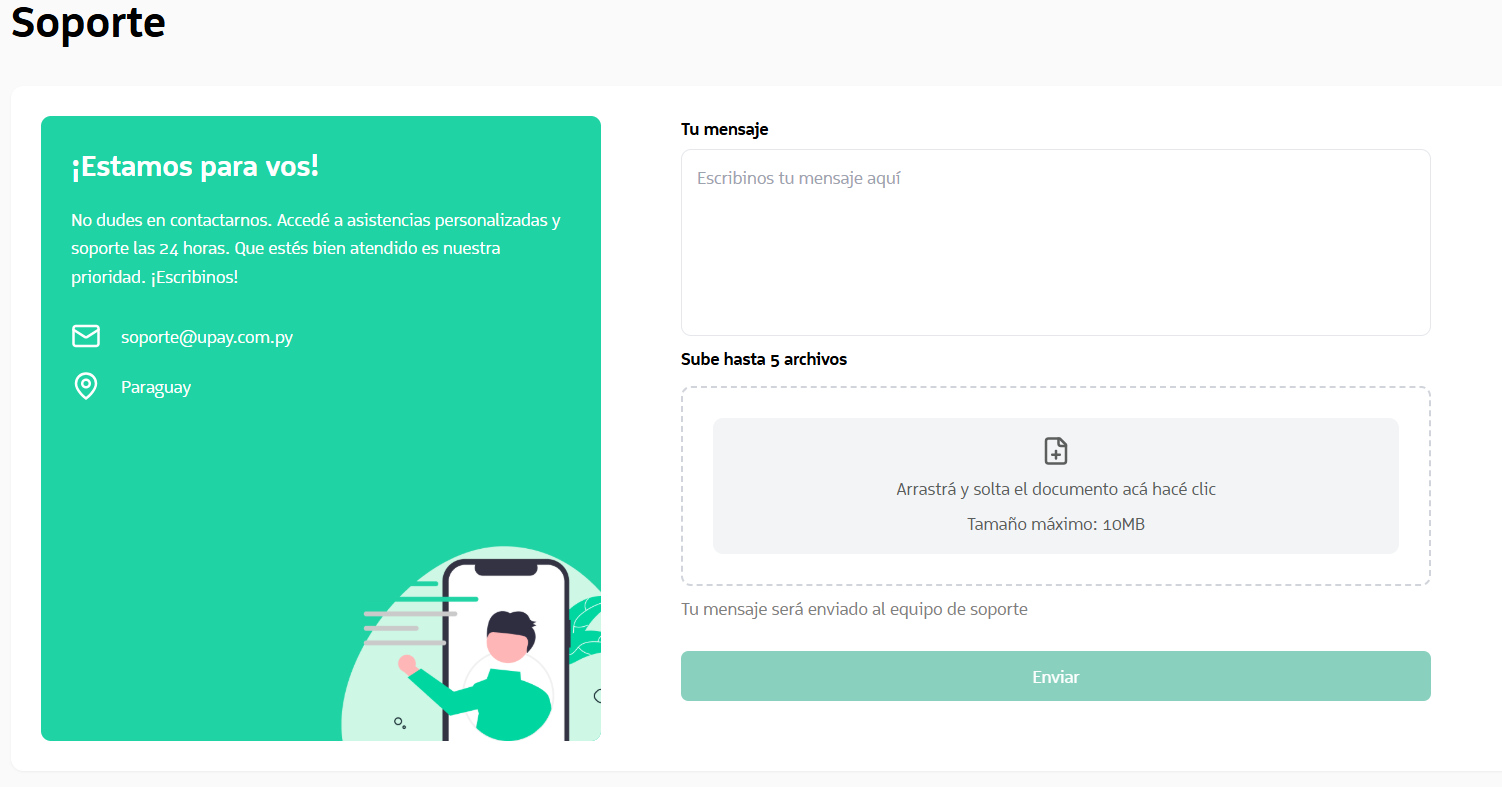 Soporte
¡Estamos para vos!
No dudes en contactarnos. Accedé a asistencias personalizadas y
soporte las 24 horas. Que estés bien atendido es nuestra
prioridad. ¡Escribinos!
soporte@upay.com.py
Paraguay
Tu mensaje
Escribinos tu mensaje aquí
Sube hasta 5 archivos
Arrastrá y solta el documento acá hacé clic
Tamaño máximo: 10MB
Tu mensaje será enviado al equipo de soporte
Enviar